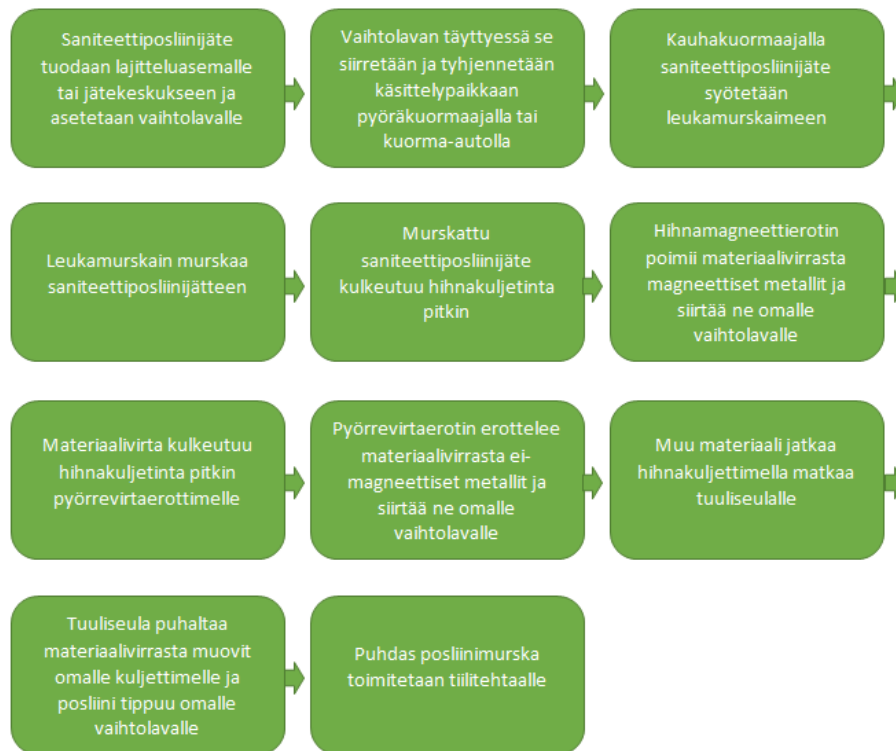 Saniteettiposliinijäte
tuodaan lajitteluasemalle
tai jätekeskukseen ja
asetetaan vaihtolavalle
Vaihtolavan täyttyessä se
siirretään ja tyhjennetään
käsittelypaikkaan
pyöräkuormaajalla tai
kuorma-autolla
Kauhakuormaajalla
saniteettiposliinijäte
syötetään
leukamurskaimeen
Leukamurskain murskaa
saniteettiposliinijätteen
Murskattu
saniteettiposliinijäte
kulkeutuu hihnakuljetinta
pitkin
Hihnamagneettierotin
poimii materiaalivirrasta
magneettiset metallit ja
siirtää ne omalle
vaihtolavalle
Materiaalivirta kulkeutuu
hihnakuljetinta pitkin
pyörrevirtaerottimelle
Pyörrevirtaerotin erottelee
materiaalivirrasta ei-
magneettiset metallit ja
siirtää ne omalle
vaihtolavalle
Muu materiaali jatkaa
hihnakuljettimella matkaa
tuuliseulalle
Tuuliseula puhaltaa
materiaalivirrasta muovit
omalle kuljettimelle ja
posliini tippuu omalle
vaihtolavalle
Puhdas posliinimurska
toimitetaan tiilitehtaalle